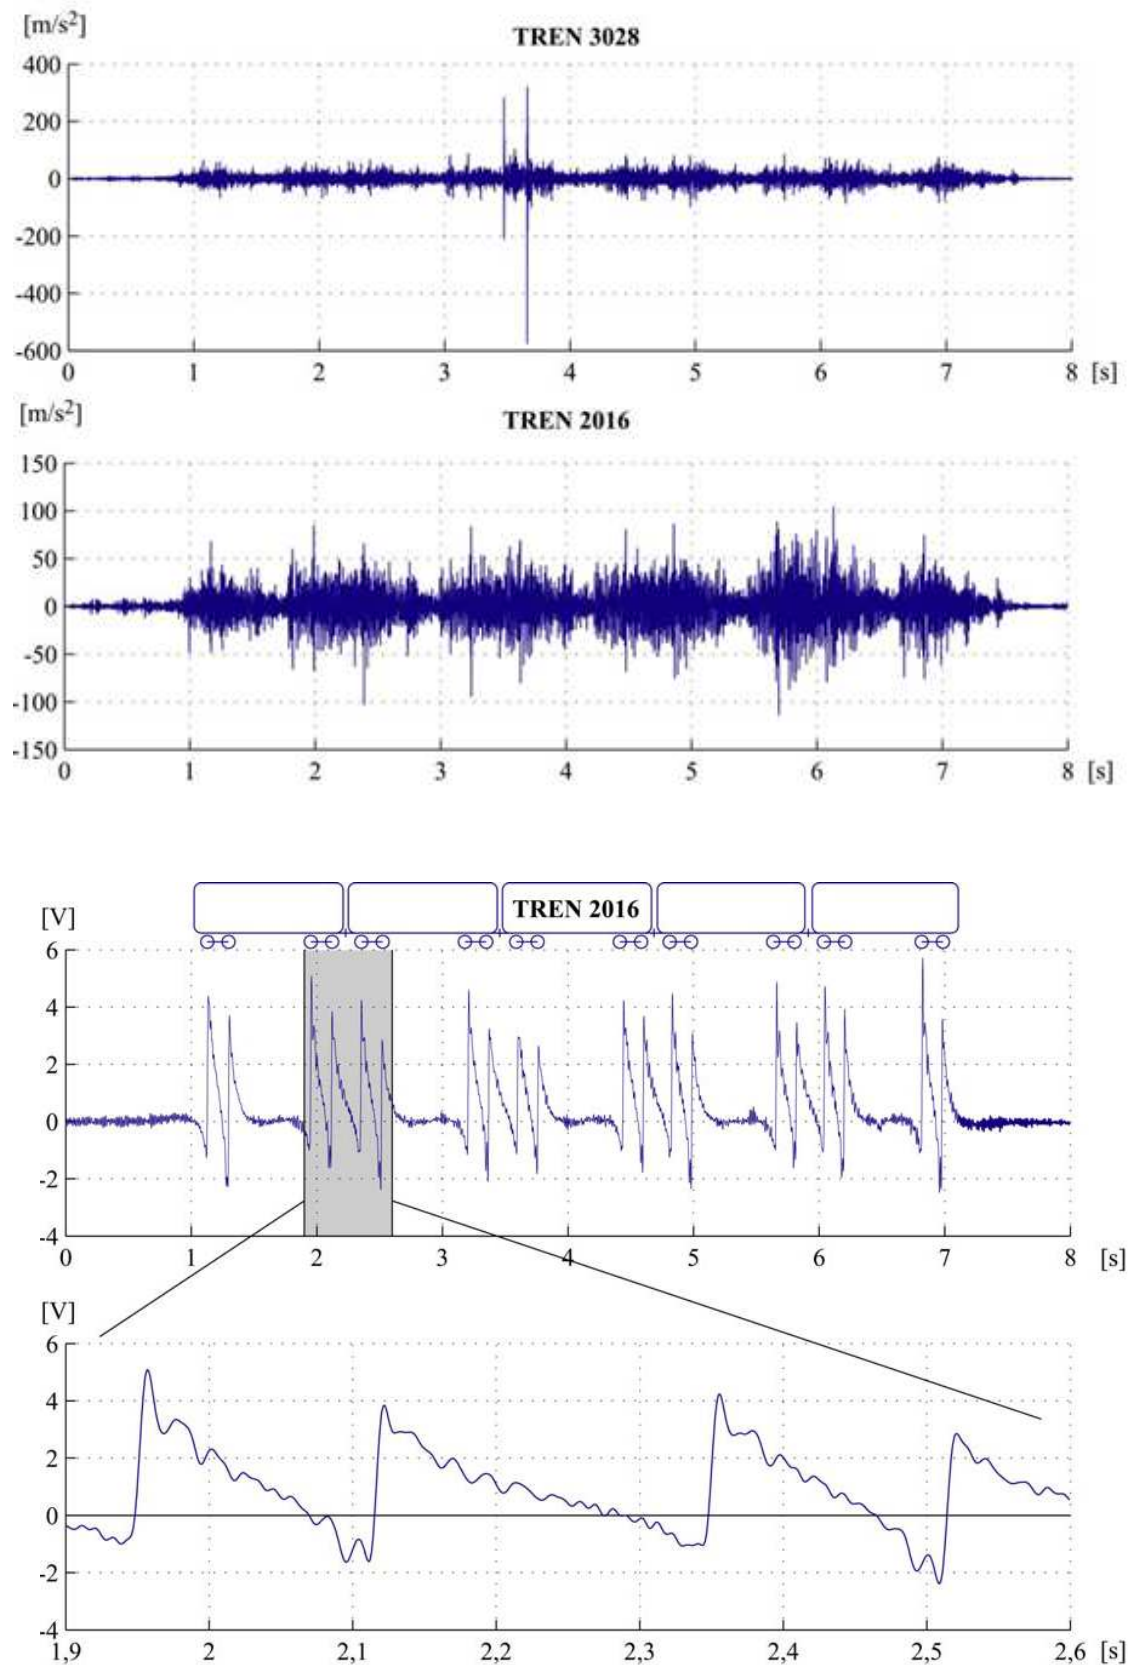 [m/s²]
TREN 3028
400
200
0
-200
-400
-600
0 1 2 3 4 5 6 7 8 [s]
[m/s²]
TREN 2016
150
100
50
0
-50
-100
-150
0 1 2 3 4 5 6 7 8 [s]
TREN 2016
[V]
6
4
2
0
-2
-4
0 1 2 3 4 5 6 7 8 [s]
[V]
6
4
2
0
-2
-4
1,9 2 2,1 2,2 2,3 2,4 2,5 2,6 [s]